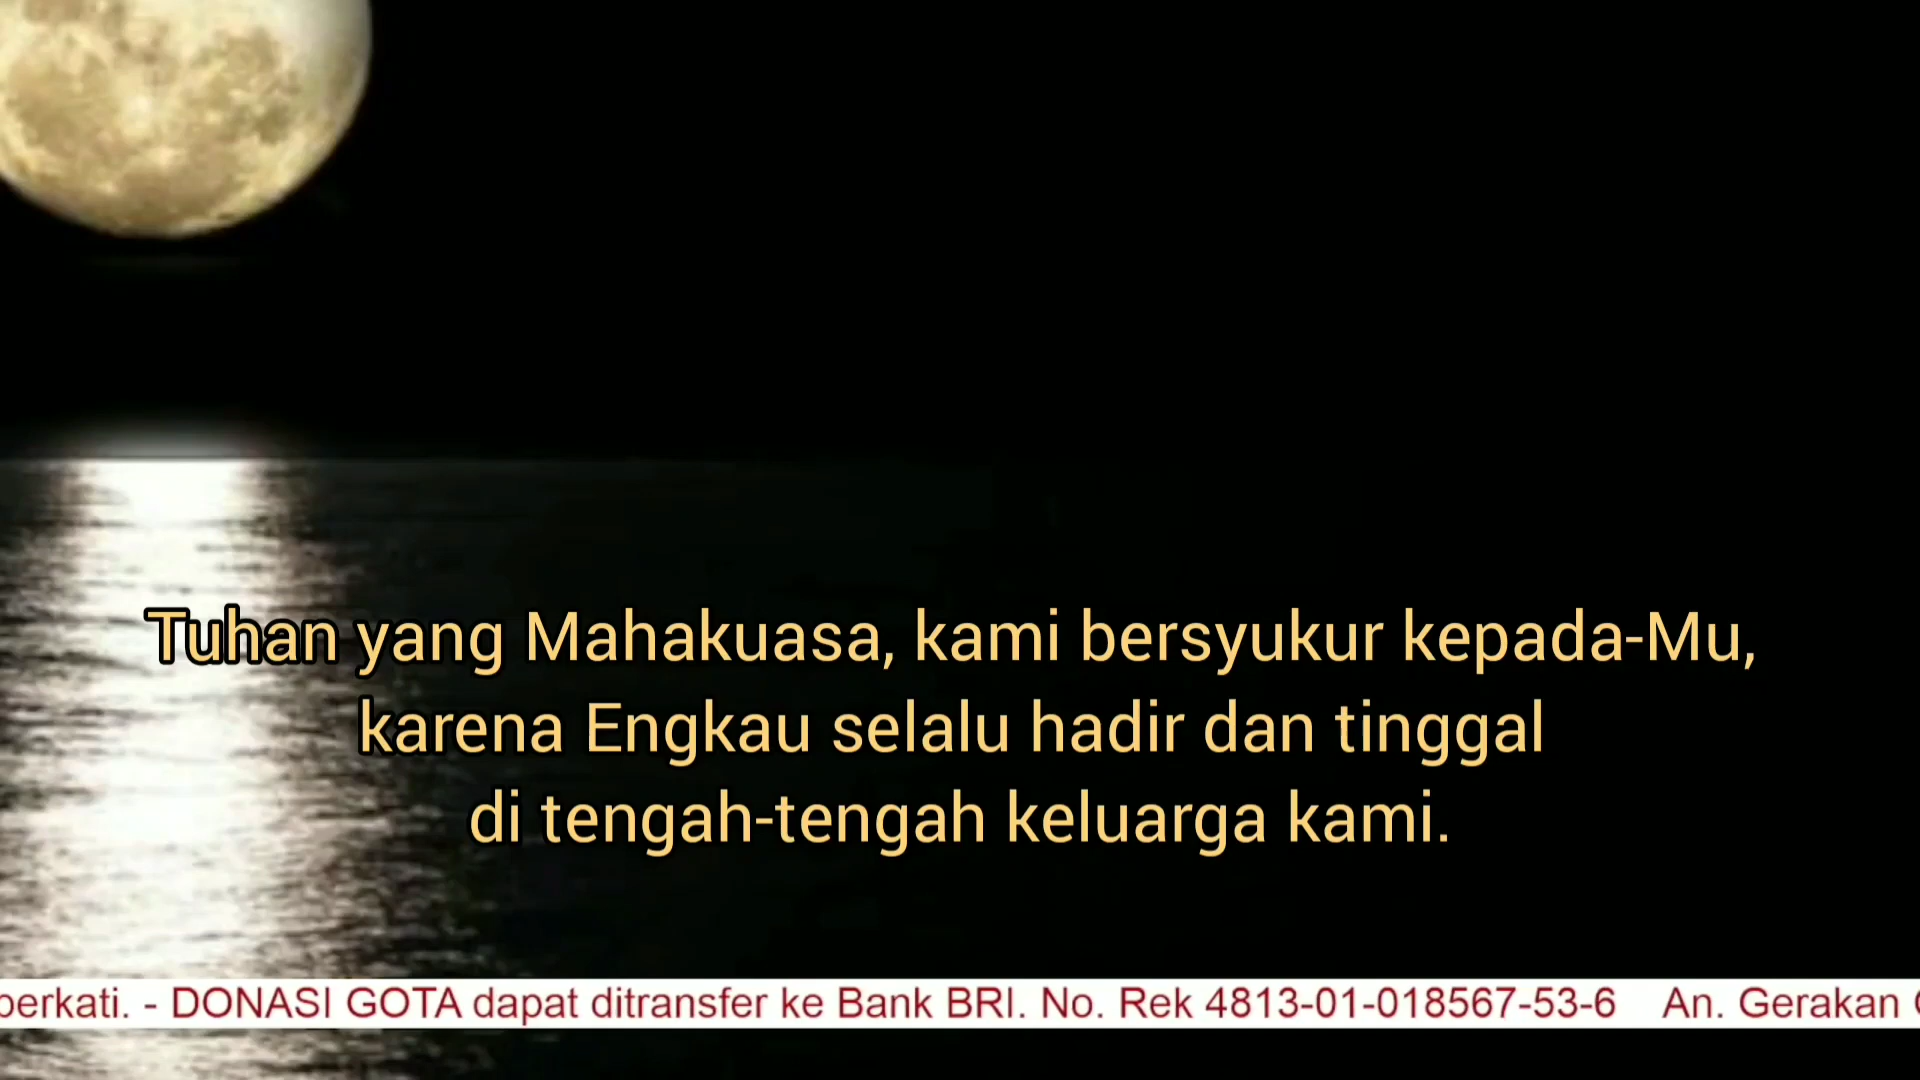 Tuhan yang Mahakuasa, kami bersyukur kepada-Mu,
karena Engkau selalu hadir dan tinggal
di tengah-tengah keluarga kami.
berkati. - DONASI GOTA dapat ditransfer ke Bank BRI. No. Rek 4813-01-018567-53-6 An. Gerakan